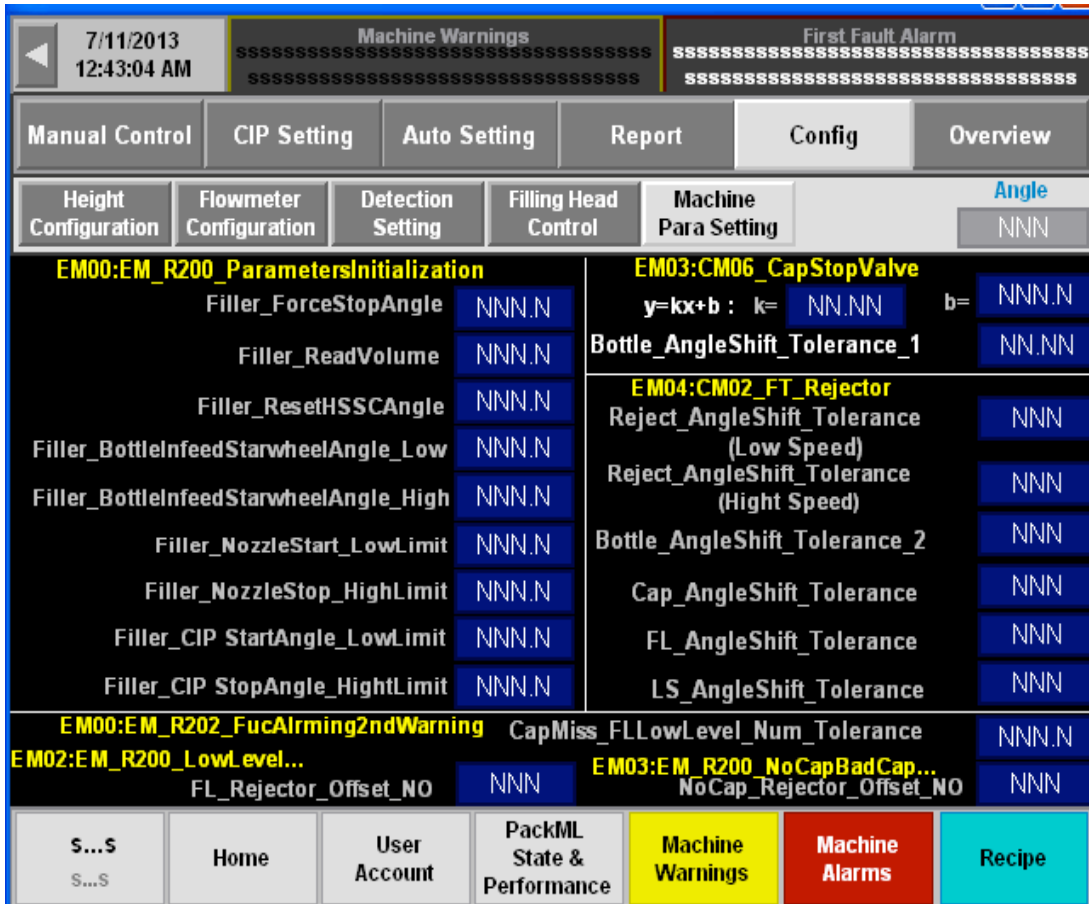 7/11/2013
12:43:04 AM
Machine Warnings
sssssssssssssssssssssssssssssssssss
sssssssssssssssssssssssssssssssss
First Fault Alarm
sssssssssssssssssssssssssssssssssss
sssssssssssssssssssssssssssssssss
Manual Control
CIP Setting
Auto Setting
Report
Config
Overview
Height
Configuration
Flowmeter
Configuration
Detection
Setting
Filling Head
Control
Machine
Para Setting
Angle
NNN
EM00:EM_R200_ParametersInitialization
Filler_ForceStopAngle NNN.N
Filler_ReadVolume NNN.N
Filler_ResetHSSCAngle NNN.N
Filler_BottleInfeedStarwheelAngle_Low NNN.N
Filler_BottleInfeedStarwheelAngle_High NNN.N
Filler_NozzleStart_LowLimit NNN.N
Filler_NozzleStop_HighLimit NNN.N
Filler_CIP StartAngle_LowLimit NNN.N
Filler_CIP StopAngle_HightLimit NNN.N
EM03:CM06_CapStopValve
y=kx+b : k= NN.NN b= NNN.N
Bottle_AngleShift_Tolerance_1 NN.NN
EM04:CM02_FT_Rejector
Reject_AngleShift_Tolerance
(Low Speed) NNN
Reject_AngleShift_Tolerance
(Hight Speed) NNN
Bottle_AngleShift_Tolerance_2 NNN
Cap_AngleShift_Tolerance NNN
FL_AngleShift_Tolerance NNN
LS_AngleShift_Tolerance NNN
EM00:EM_R202_FucAlrming2ndWarning
CapMiss_FLLowLevel_Num_Tolerance NNN.N
EM02:EM_R200_LowLevel...
FL_Rejector_Offset_NO NNN
EM03:EM_R200_NoCapBadCap...
NoCap_Rejector_Offset_NO NNN
S...S
S...S
Home
User
Account
PackML
State &
Performance
Machine
Warnings
Machine
Alarms
Recipe